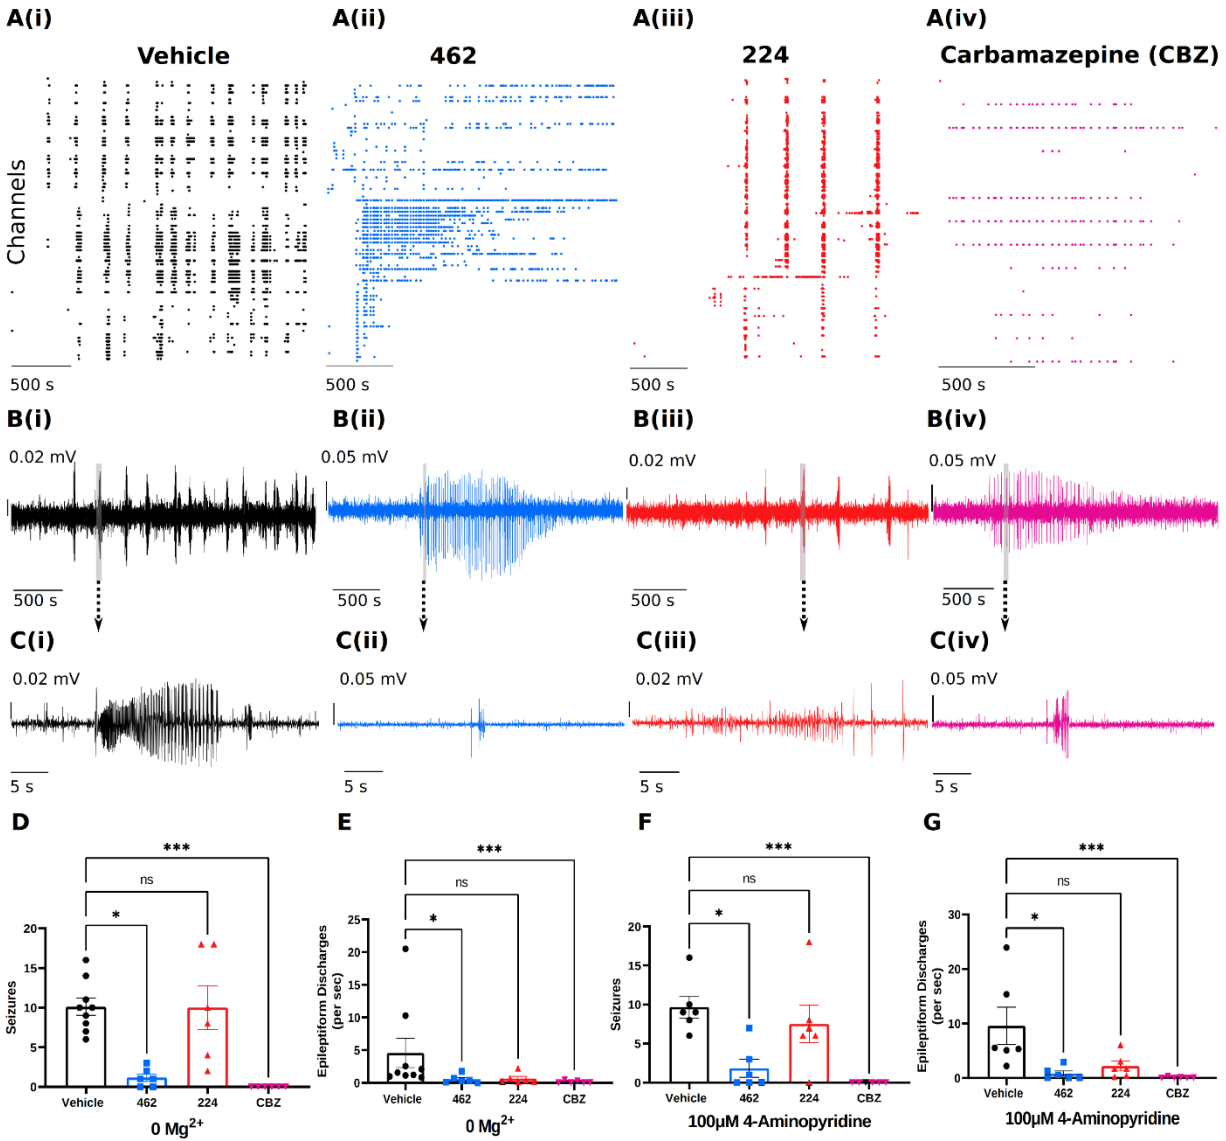 A(i) A(ii) A(iii) A(iv)
Vehicle 462 224 Carbamazepine (CBZ)
Channels
500 s 500 s 500 s 500 s
B(i) B(ii) B(iii) B(iv)
0.02 mV 0.05 mV 0.02 mV 0.05 mV
500 s 500 s 500 s 500 s
C(i) C(ii) C(iii) C(iv)
0.02 mV 0.05 mV 0.02 mV 0.05 mV
5 s 5 s 5 s 5 s
D
***
ns
*
Seizures
20
15
10
5
0
Vehicle 462 224 CBZ
0 Mg2+
E
***
ns
*
Epileptiform Discharges
(per sec)
25
20
15
10
5
0
Vehicle 462 224 CBZ
0 Mg2+
F
***
ns
*
Seizures
20
15
10
5
0
Vehicle 462 224 CBZ
100µM 4-Aminopyridine
G
***
ns
*
Epileptiform Discharges
(per sec)
30
20
10
0
Vehicle 462 224 CBZ
100µM 4-Aminopyridine